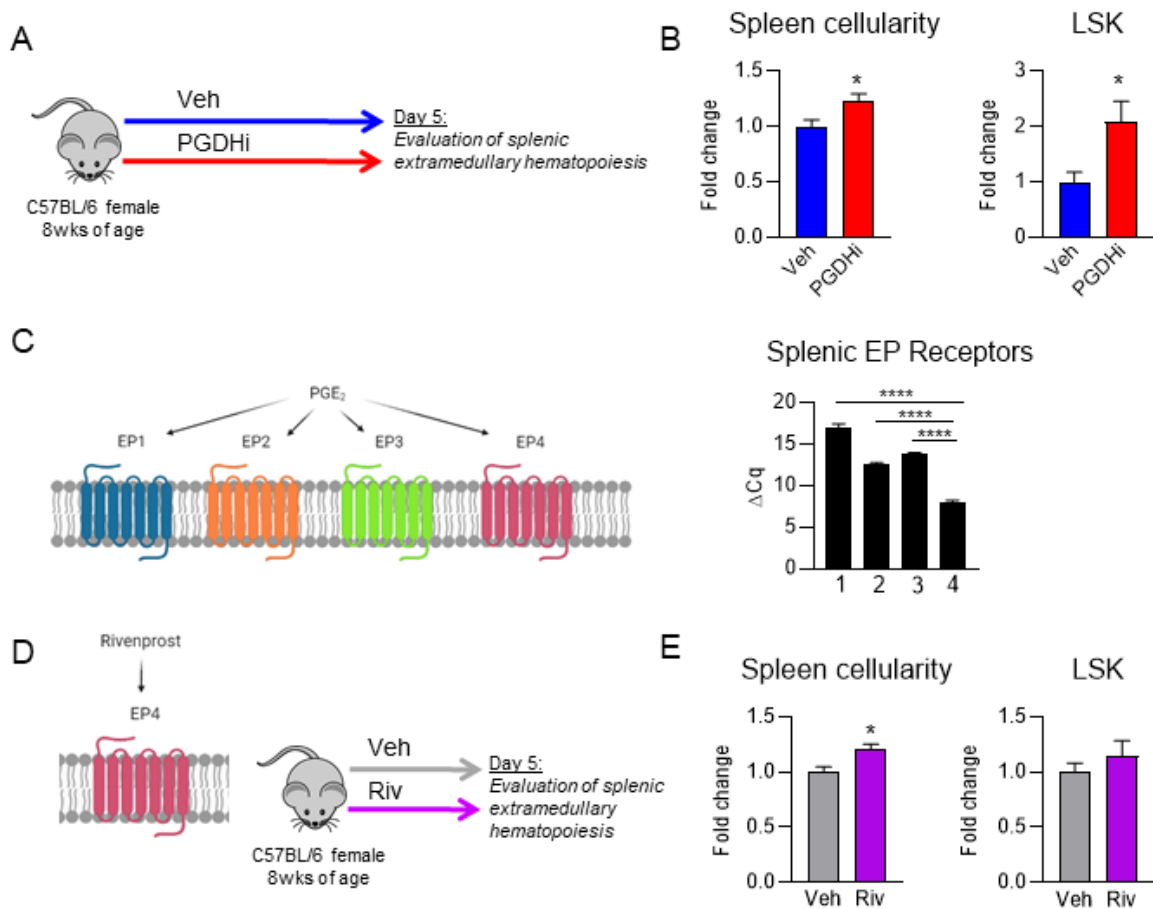 A
Veh
PGDHi
Day 5:
Evaluation of splenic
extramedullary hematopoiesis
C57BL/6 female
8wks of age
B
Spleen cellularity
Fold change
1.5
1.0
0.5
0.0
*
Veh
PGDHi
LSK
Fold change
3
2
1
0
*
Veh
PGDHi
C
PGE₂
EP1
EP2
EP3
EP4
Splenic EP Receptors
ΔCq
20
15
10
5
0
****
****
****
1 2 3 4
D
Rivenprost
EP4
Veh
Riv
Day 5:
Evaluation of splenic
extramedullary
hematopoiesis
C57BL/6 female
8wks of age
E
Spleen cellularity
Fold change
1.5
1.0
0.5
0.0
*
Veh Riv
LSK
Fold change
1.5
1.0
0.5
0.0
Veh Riv